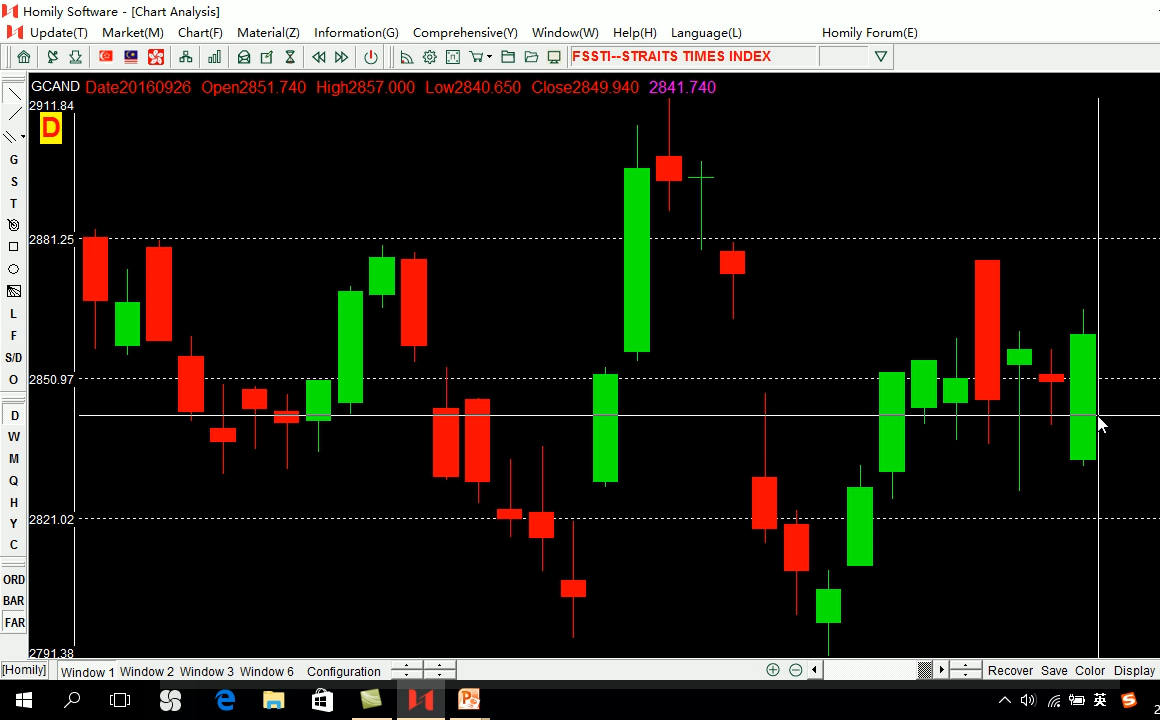 Homily Software - [Chart Analysis]
Update(T) Market(M) Chart(F) Material(Z) Information(G) Comprehensive(Y) Window(W) Help(H) Language(L) Homily Forum(E)
FSSTI--STRAITS TIMES INDEX
GCAND Date20160926 Open2851.740 High2857.000 Low2840.650 Close2849.940 2841.740
2911.84
D
G
S
T
2881.25
L
F
S/D
O
2850.97
D
W
M
Q
H
2821.02
Y
C
ORD
BAR
FAR
2791.38
[Homily] Window 1 Window 2 Window 3 Window 6 Configuration Recover Save Color Display
英
2